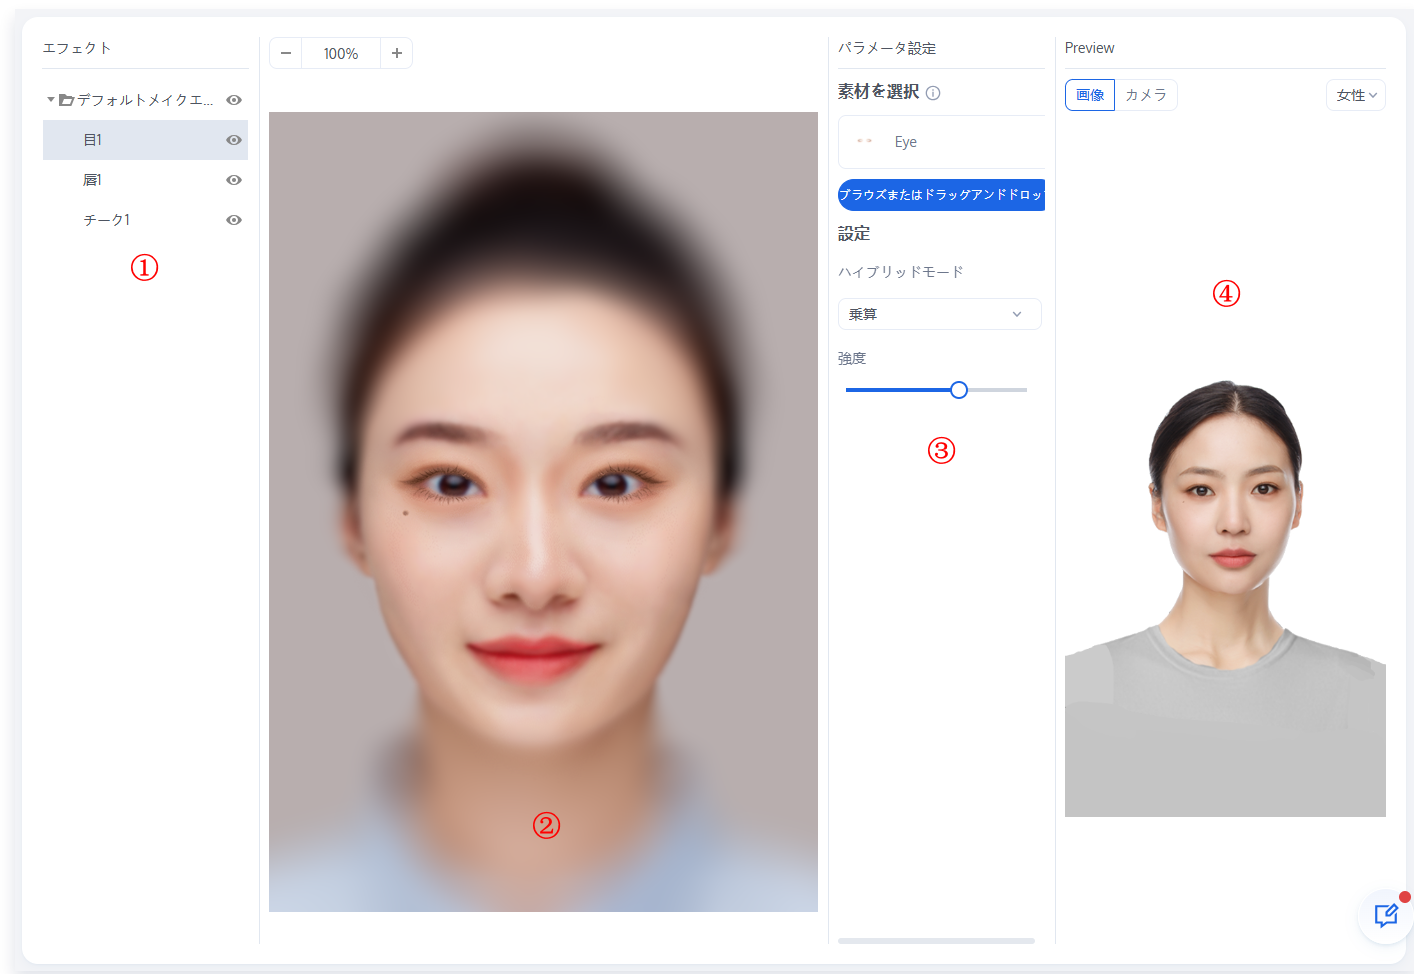 エフェクト
デフォルトメイクエ...
目1
唇1
チーク1
①
100%
②
パラメータ設定
素材を選択
Eye
ブラウズまたはドラッグアンドドロップ
設定
ハイブリッドモード
乗算
強度
③
Preview
画像
カメラ
女性
④